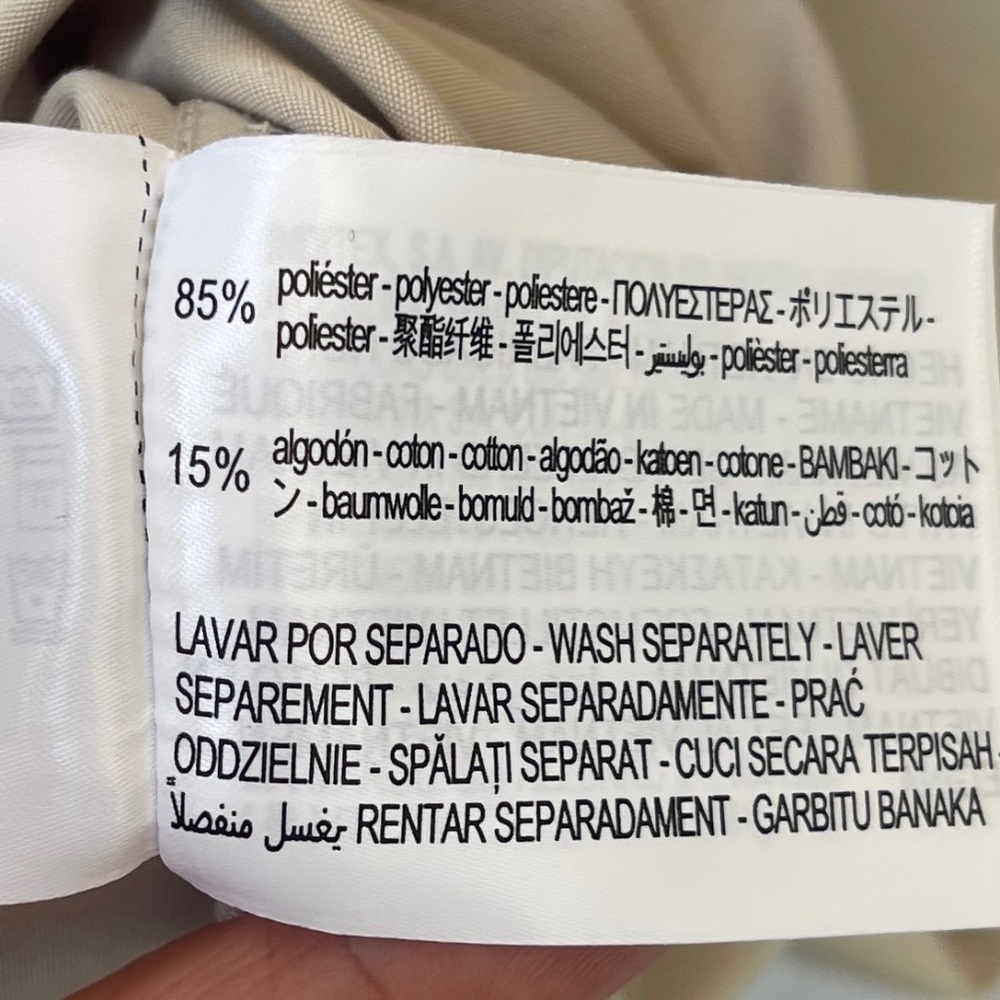 85% poliéster - polyester - poliestere - ΠΟΛΥΕΣΤΕΡΑΣ - ポリエステル -
poliester - 聚酯纤维 - 폴리에스터 - بوليستير - polièster - poliesterra
15% algodón - coton - cotton - algodão - katoen - cotone - BAMBAKI - コット
ン - baumwolle - bomuld - bombaž - 棉 - 면 - katun - قطن - cotó - kotoia
LAVAR POR SEPARADO - WASH SEPARATELY - LAVER
SEPAREMENT - LAVAR SEPARADAMENTE - PRAĆ
ODDZIELNIE - SPĂLAȚI SEPARAT - CUCI SECARA TERPISAH -
يغسل منفصلاً RENTAR SEPARADAMENT - GARBITU BANAKA